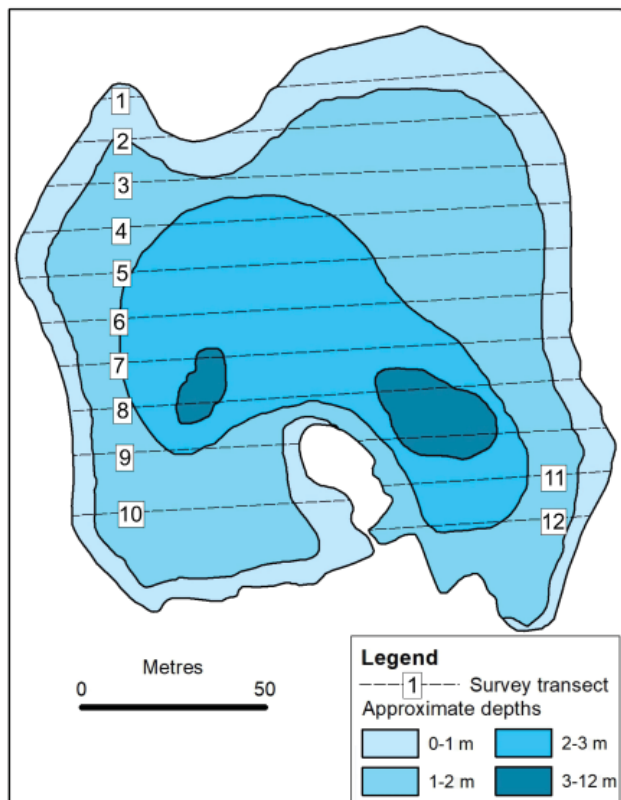 1
2
3
4
5
6
7
8
9
10
11
12
Metres
0 50
Legend
1 Survey transect
Approximate depths
0-1 m 2-3 m
1-2 m 3-12 m